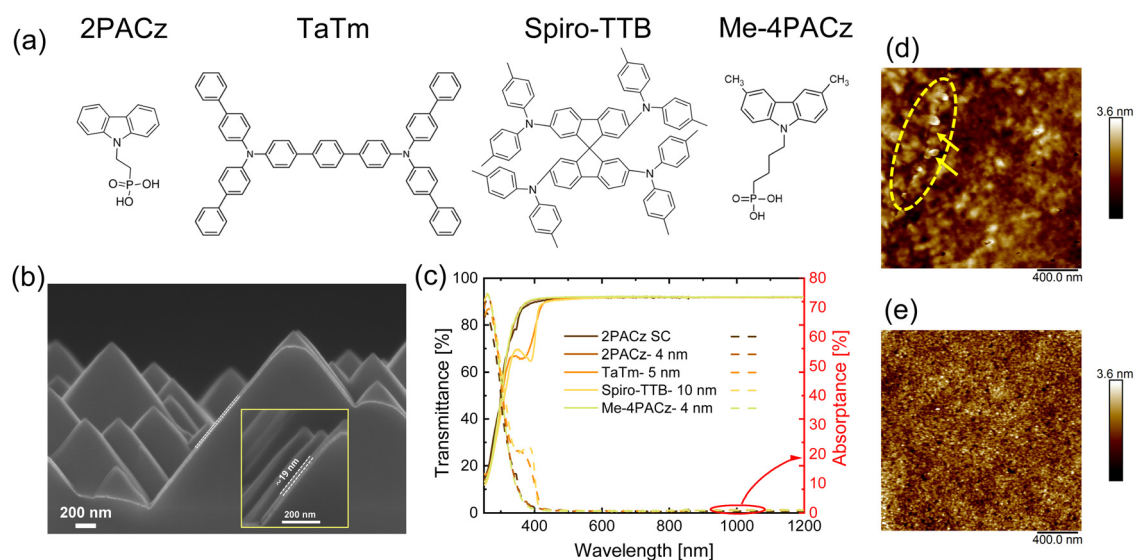 (a)
2PACz
TaTm
Spiro-TTB
Me-4PACz
N
P
O
OH
HO
N
N
N
N
N
N
CH3
CH3
N
O
P
OH
OH
(b)
~19 nm
200 nm
200 nm
(c)
Transmittance [%]
100
80
60
40
20
0
2PACz SC
2PACz- 4 nm
TaTm- 5 nm
Spiro-TTB- 10 nm
Me-4PACz- 4 nm
400
600
800
1000
1200
Wavelength [nm]
80
70
60
50
40
30
20
10
0
Absorptance [%]
(d)
3.6 nm
400.0 nm
(e)
3.6 nm
400.0 nm